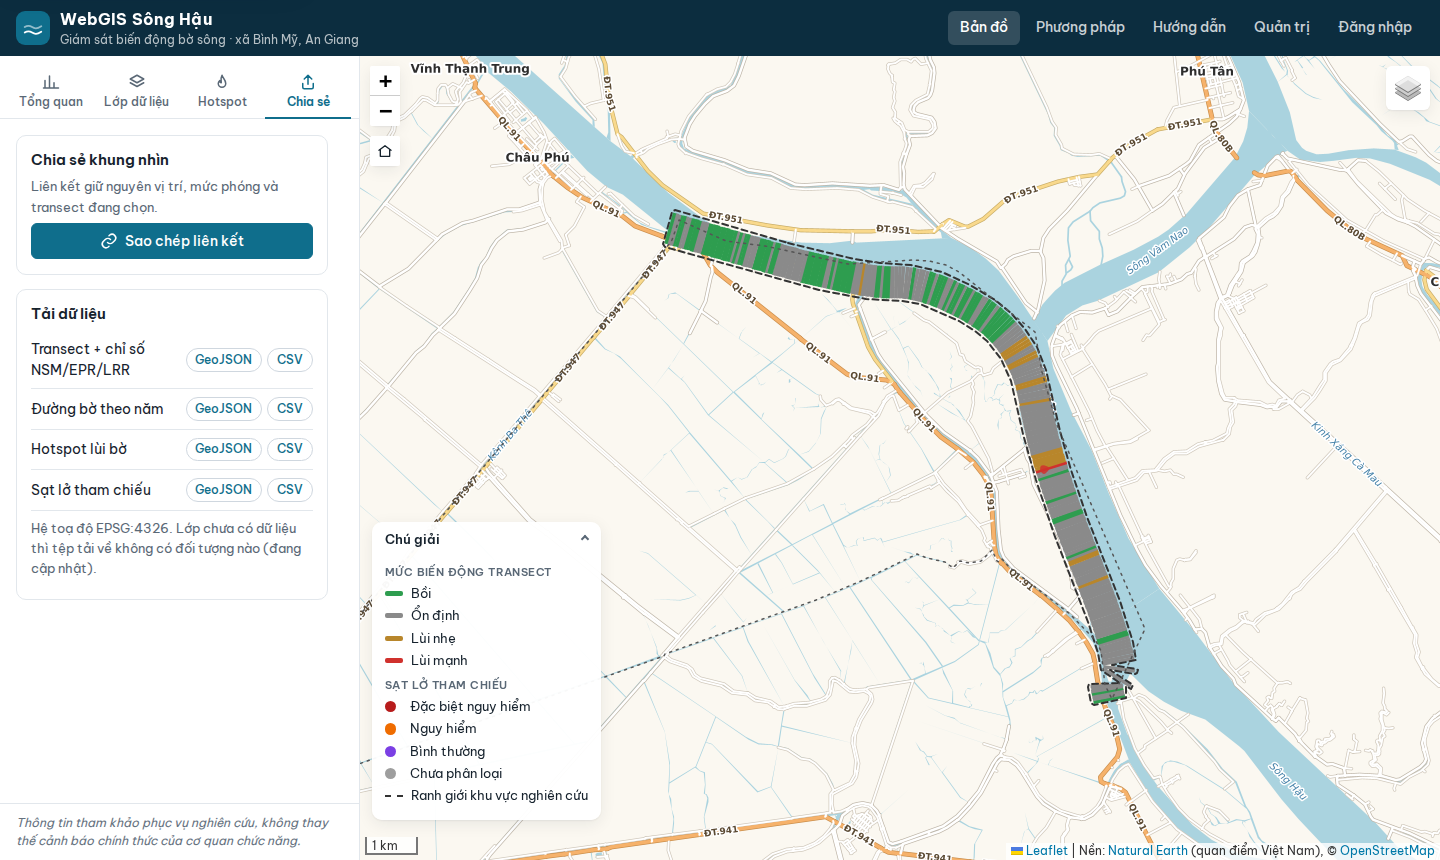 WebGIS Sông Hậu
Giám sát biến động bờ sông · xã Bình Mỹ, An Giang
Bản đồ
Phương pháp
Hướng dẫn
Quản trị
Đăng nhập
Tổng quan
Lớp dữ liệu
Hotspot
Chia sẻ
Chia sẻ khung nhìn
Liên kết giữ nguyên vị trí, mức phóng và
transect đang chọn.
Sao chép liên kết
Tải dữ liệu
Transect + chỉ số
NSM/EPR/LRR
GeoJSON
CSV
Đường bờ theo năm
GeoJSON
CSV
Hotspot lùi bờ
GeoJSON
CSV
Sạt lở tham chiếu
GeoJSON
CSV
Hệ toạ độ EPSG:4326. Lớp chưa có dữ liệu
thì tệp tải về không có đối tượng nào (đang
cập nhật).
Thông tin tham khảo phục vụ nghiên cứu, không thay
thế cảnh báo chính thức của cơ quan chức năng.
+
−
Vĩnh Thạnh Trung
Phú Tân
Châu Phú
ĐT.951
QL.91
ĐT.951
ĐT.951
QL.80B
QL.91
ĐT.951
ĐT.951
ĐT.951
QL.80B
Sông Vàm Nao
ĐT.947
QL.91
C
ĐT.947
QL.91
ĐT.947
QL.91
QL.91
Kênh Ba Thê
Kinh Xáng Cà Mau
ĐT.947
QL.91
QL.91
QL.91
Sông Hậu
QL.91
ĐT.941
ĐT.941
ĐT.941
Chú giải
MỨC BIẾN ĐỘNG TRANSECT
Bồi
Ổn định
Lùi nhẹ
Lùi mạnh
SẠT LỞ THAM CHIẾU
Đặc biệt nguy hiểm
Nguy hiểm
Bình thường
Chưa phân loại
Ranh giới khu vực nghiên cứu
1 km
Leaflet | Nền: Natural Earth (quan điểm Việt Nam), © OpenStreetMap